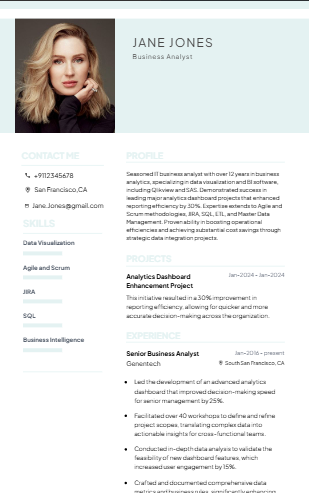 JANE JONES
Business Analyst
CONTACT ME
+9112345678
San Francisco,CA
Jane.Jones@gmail.com
SKILLS
Data Visualization
Agile and Scrum
JIRA
SQL
Business Intelligence
PROFILE
Seasoned IT business analyst with over 12 years in business
analytics, specializing in data visualization and BI software,
including Qlikview and SAS. Demonstrated success in
leading major analytics dashboard projects that enhanced
reporting efficiency by 30%. Expertise extends to Agile and
Scrum methodologies, JIRA, SQL, ETL, and Master Data
Management. Proven ability in boosting operational
efficiencies and achieving substantial cost savings through
strategic data integration projects.
PROJECTS
Analytics Dashboard
Enhancement Project
Jan-2024 - Jan-2024
This initiative resulted in a 30% improvement in
reporting efficiency, allowing for quicker and more
accurate decision-making across the organization.
EXPERIENCE
Senior Business Analyst
Jan-2016 - present
Genentech
South San Francisco, CA
• Led the development of an advanced analytics
dashboard that improved decision-making speed
for senior management by 25%.
• Facilitated over 40 workshops to define and refine
project scopes, translating complex data into
actionable insights for cross-functional teams.
• Conducted in-depth data analysis to validate the
feasibility of new dashboard features, which
increased user engagement by 15%.
• Crafted and documented comprehensive data
metrics and business rules, significantly enhancing